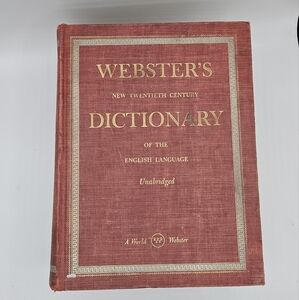 WEBSTER'S
NEW TWENTIETH CENTURY
DICTIONARY
OF THE
ENGLISH LANGUAGE
Unabridged
A World Webster